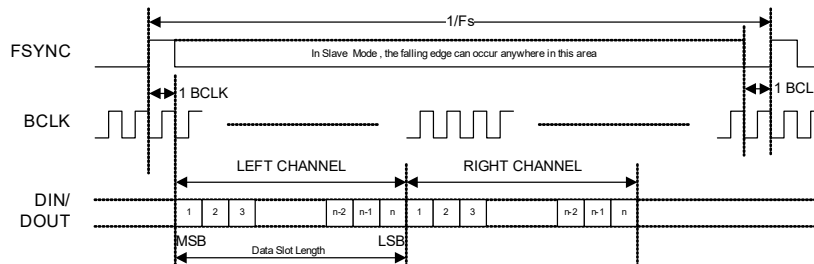 1/Fs
FSYNC
In Slave Mode , the falling edge can occur anywhere in this area
1 BCLK
1 BCL
BCLK
LEFT CHANNEL
RIGHT CHANNEL
DIN/
DOUT
1 2 3 n-2 n-1 n 1 2 3 n-2 n-1 n
MSB
LSB
Data Slot Length